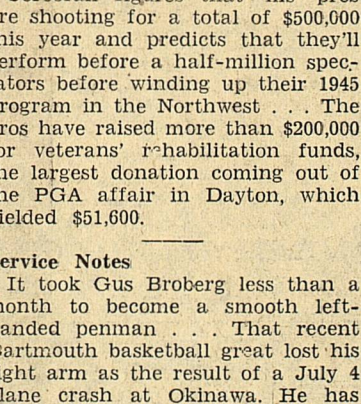 re shooting for a total of $500,000
his year and predicts that they'll
erform before a half-million spec-
ators before winding up their 1945
rogram in the Northwest . . . The
ros have raised more than $200,000
or veterans' rehabilitation funds,
he largest donation coming out of
he PGA affair in Dayton, which
ielded $51,600.
ervice Notes
It took Gus Broberg less than a
month to become a smooth left-
anded penman . . . That recent
Dartmouth basketball great lost his
ight arm as the result of a July 4
lane crash at Okinawa. He has